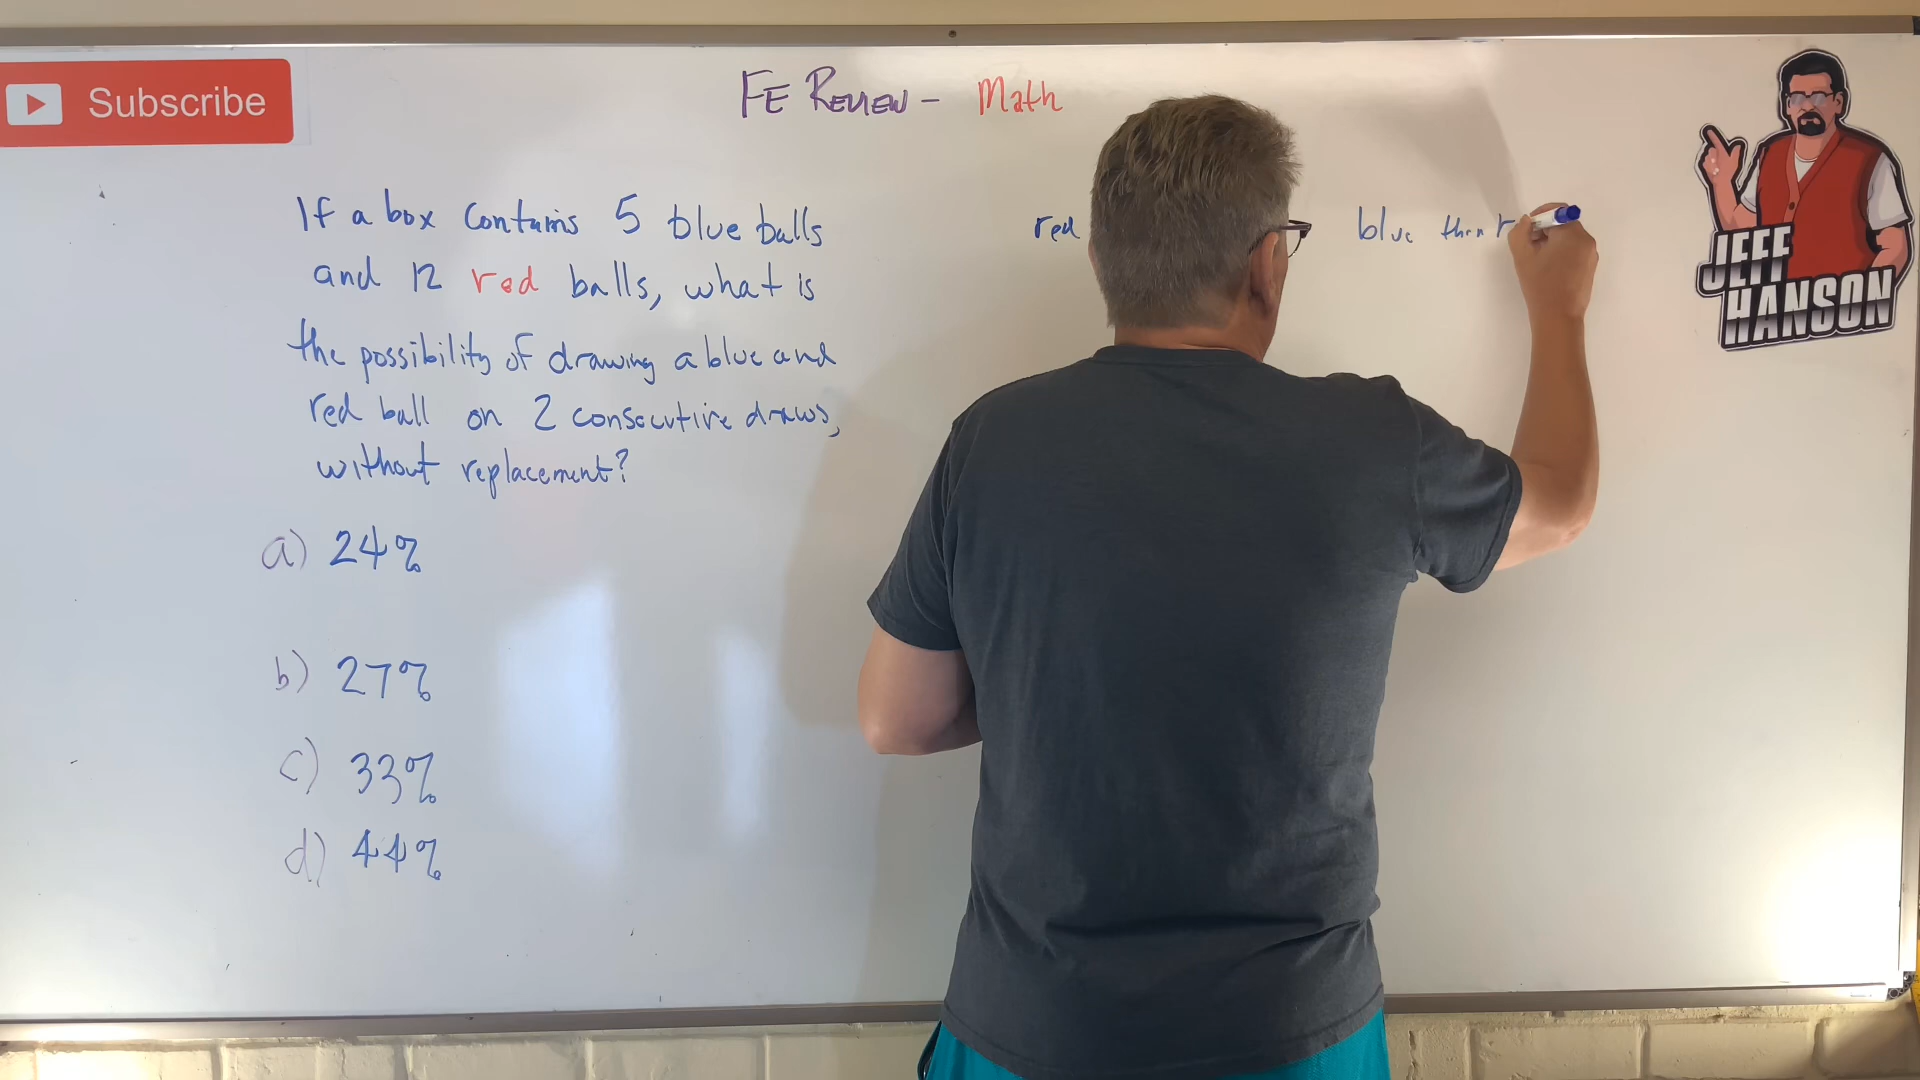 Subscribe
FE REVIEW - Math
If a box contains 5 blue balls
and 12 red balls, what is
the possibility of drawing a blue and
red ball on 2 consecutive draws,
without replacement?
a) 24%
b) 27%
c) 33%
d) 44%
red
blue then r
JEFF
HANSON